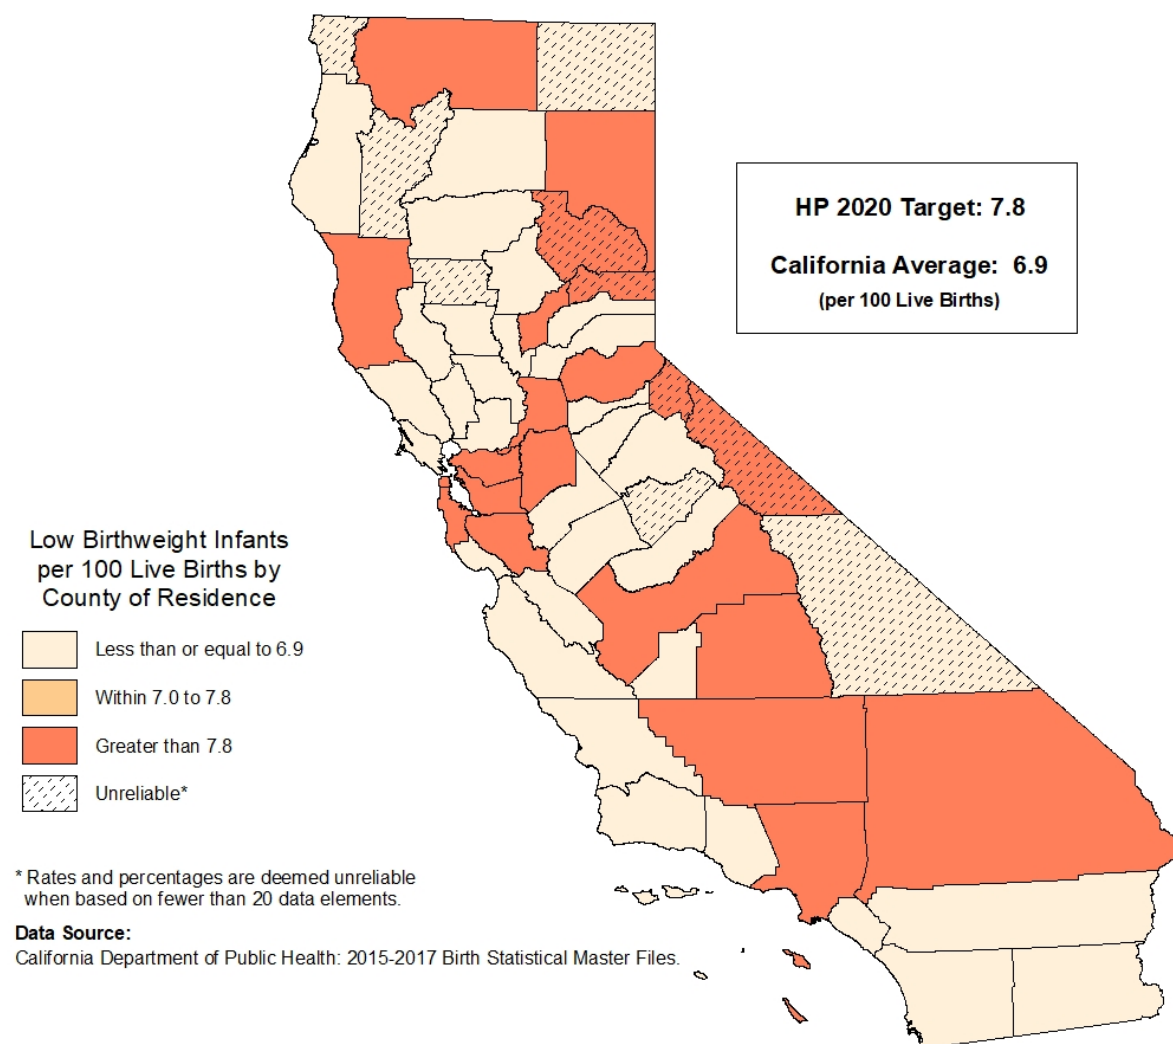 HP 2020 Target: 7.8
California Average: 6.9
(per 100 Live Births)
Low Birthweight Infants
per 100 Live Births by
County of Residence
Less than or equal to 6.9
Within 7.0 to 7.8
Greater than 7.8
Unreliable*
* Rates and percentages are deemed unreliable
when based on fewer than 20 data elements.
Data Source:
California Department of Public Health: 2015-2017 Birth Statistical Master Files.